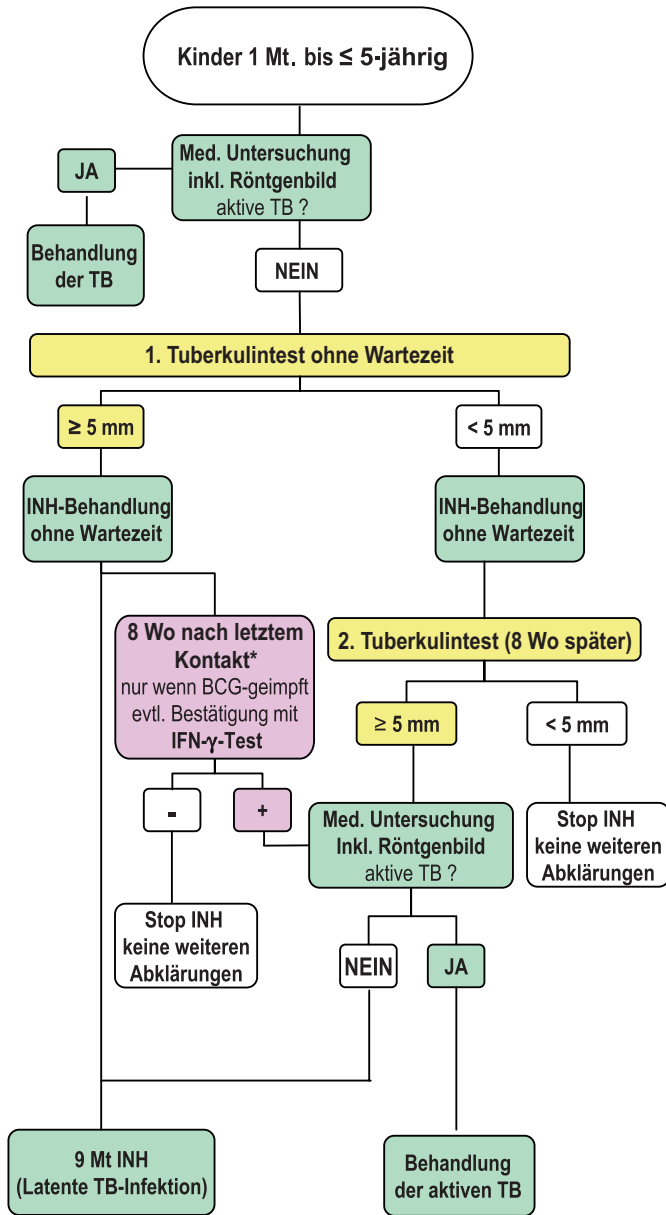 Kinder 1 Mt. bis ≤ 5-jährig
Med. Untersuchung
inkl. Röntgenbild
aktive TB ?
JA
Behandlung
der TB
NEIN
1. Tuberkulintest ohne Wartezeit
≥ 5 mm
< 5 mm
INH-Behandlung
ohne Wartezeit
INH-Behandlung
ohne Wartezeit
8 Wo nach letztem
Kontakt*
nur wenn BCG-geimpft
evtl. Bestätigung mit
IFN-γ-Test
2. Tuberkulintest (8 Wo später)
≥ 5 mm
< 5 mm
-
+
Med. Untersuchung
Inkl. Röntgenbild
aktive TB ?
Stop INH
keine weiteren
Abklärungen
Stop INH
keine weiteren
Abklärungen
NEIN
JA
9 Mt INH
(Latente TB-Infektion)
Behandlung
der aktiven TB